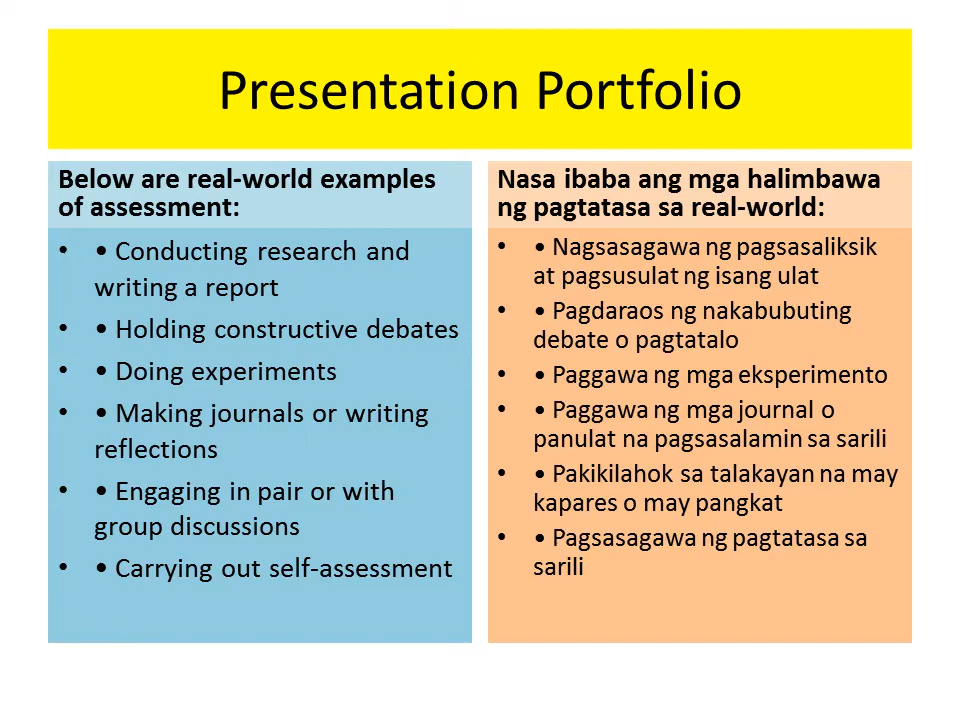 Presentation Portfolio
Below are real-world examples
of assessment:
• • Conducting research and
writing a report
• • Holding constructive debates
• • Doing experiments
• • Making journals or writing
reflections
• • Engaging in pair or with
group discussions
• • Carrying out self-assessment
Nasa ibaba ang mga halimbawa
ng pagtatasa sa real-world:
• • Nagsasagawa ng pagsasaliksik
at pagsusulat ng isang ulat
• • Pagdaraos ng nakabubuting
debate o pagtatalo
• • Paggawa ng mga eksperimento
• • Paggawa ng mga journal o
panulat na pagsasalamin sa sarili
• • Pakikilahok sa talakayan na may
kapares o may pangkat
• • Pagsasagawa ng pagtatasa sa
sarili